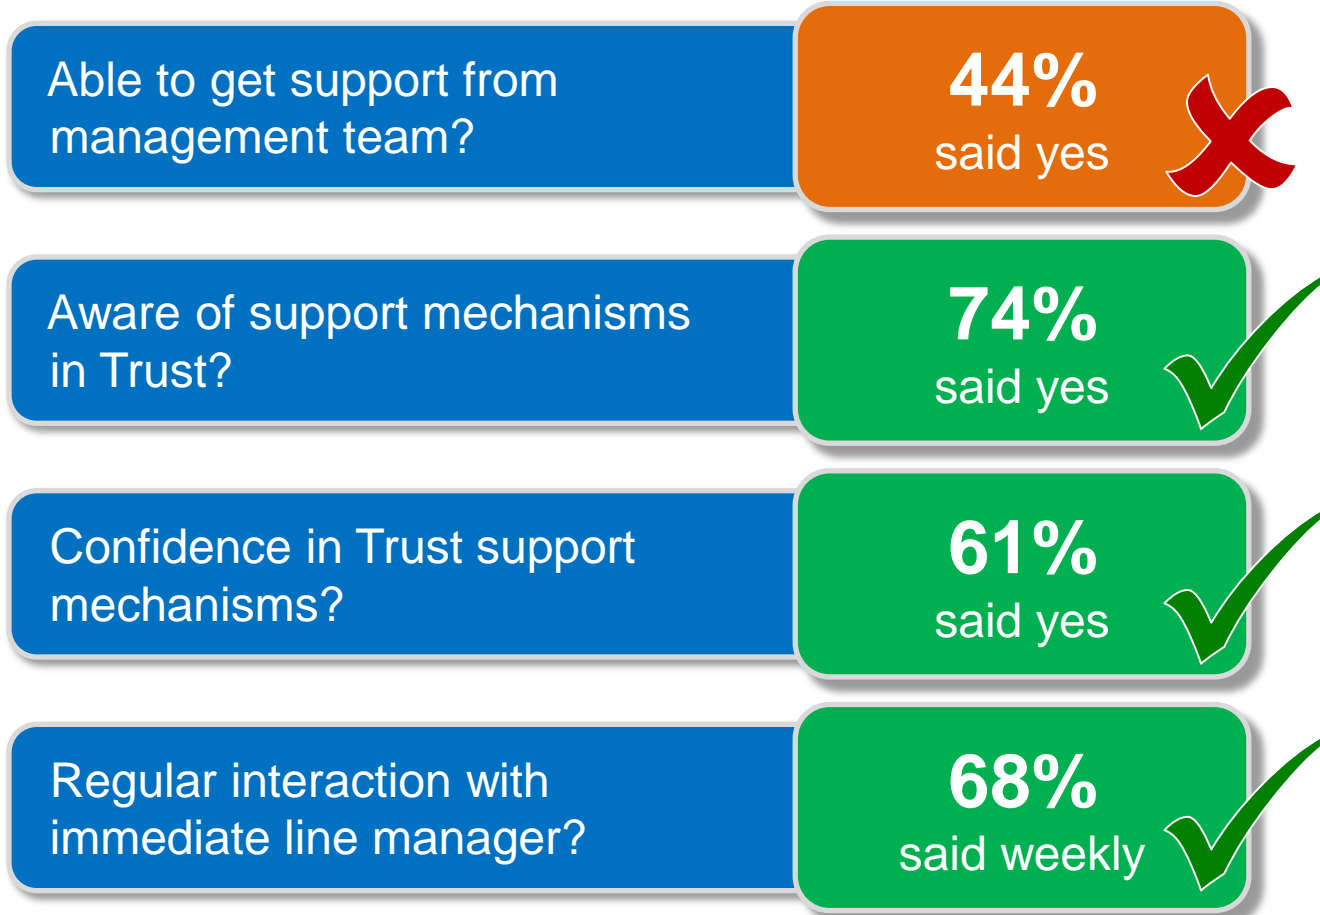 Able to get support from
management team?
44%
said yes
Aware of support mechanisms
in Trust?
74%
said yes
Confidence in Trust support
mechanisms?
61%
said yes
Regular interaction with
immediate line manager?
68%
said weekly